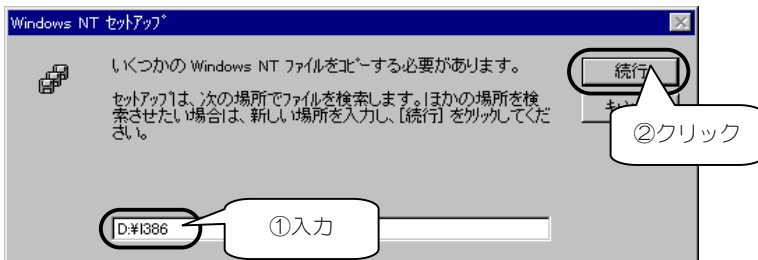 Windows NT セットアップ
いくつかの Windows NT ファイルをコピーする必要があります。
続行
セットアップは、次の場所でファイルを検索します。ほかの場所を検
索させたい場合は、新しい場所を入力し、[続行] をクリックしてくだ
さい。
②クリック
D:¥I386
①入力